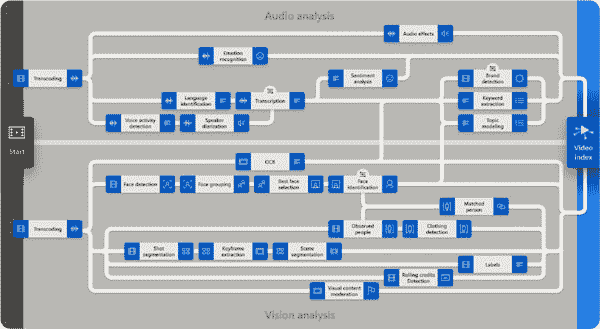 Audio analysis
Audio effects
Emotion
recognition
Transcoding
Sentiment
analysis
Brand
detection
Language
identification
Transcription
Keyword
extraction
Voice activity
detection
Speaker
diarization
Topic
modeling
Start
Video
index
OCR
Face detection
Face grouping
Best face
selection
Face
identification
Matched
person
Transcoding
Observed
people
Clothing
detection
Shot
segmentation
Keyframe
extraction
Scene
segmentation
Labels
Rolling credits
Detection
Visual content
moderation
Vision analysis